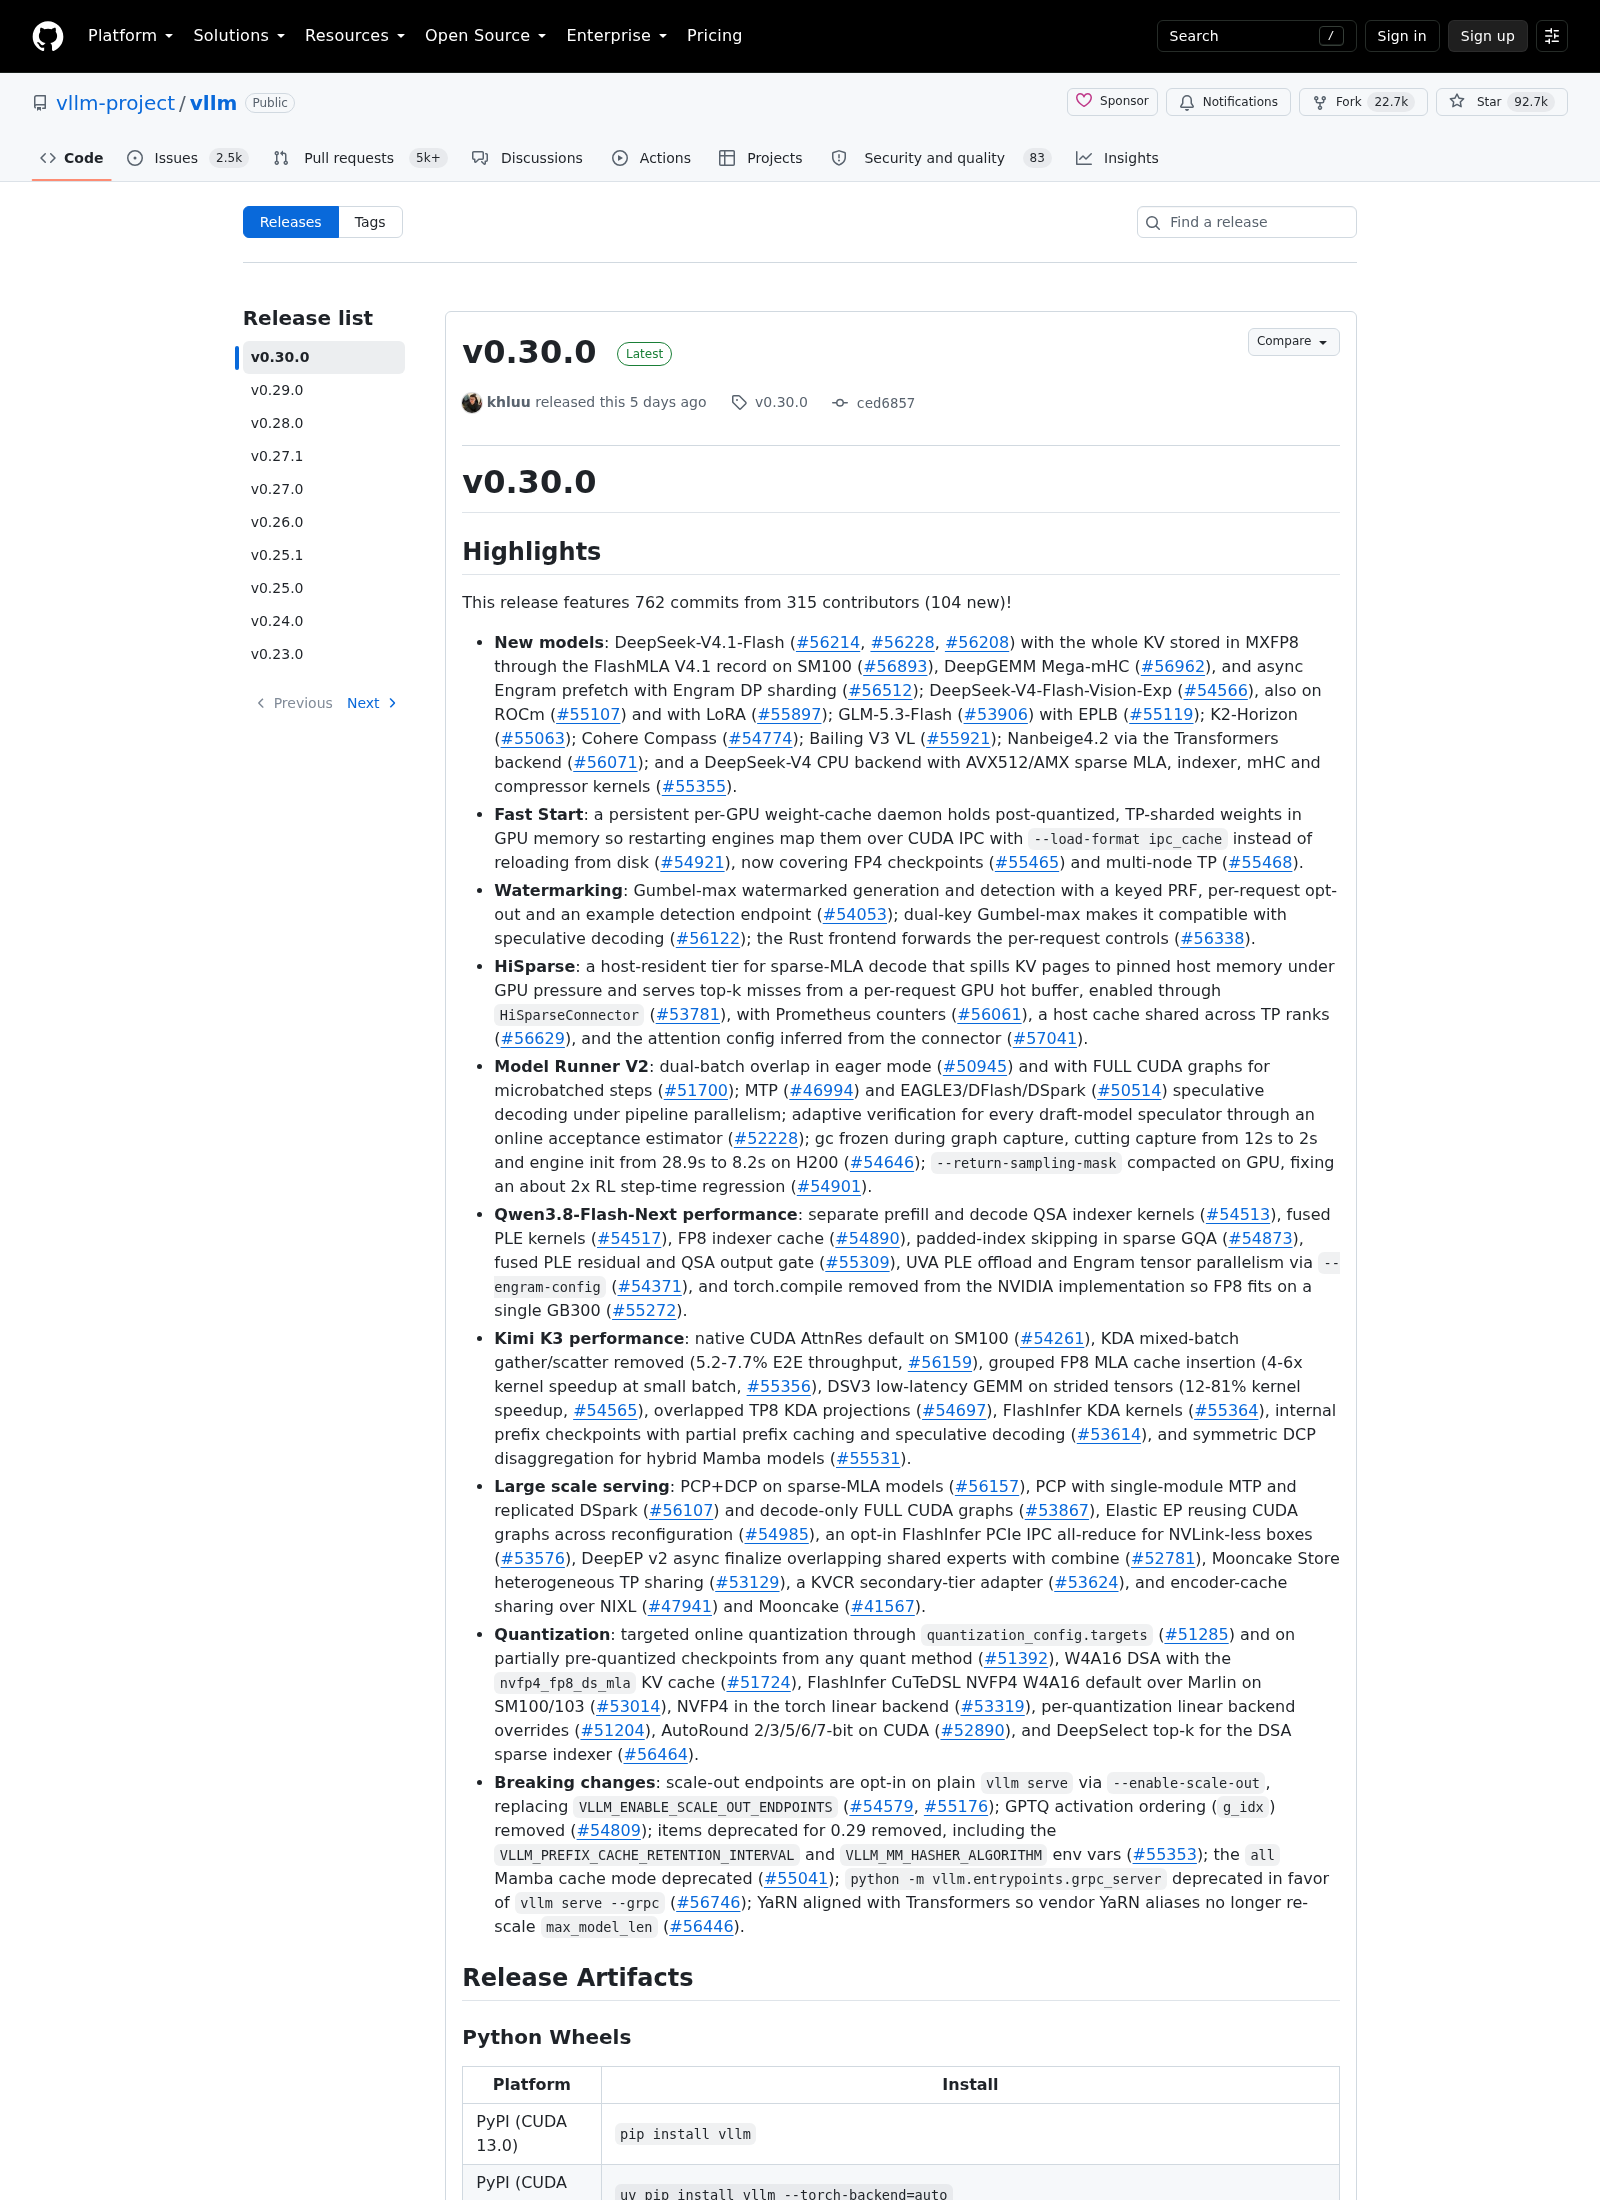 Platform Solutions Resources Open Source Enterprise Pricing Search / Sign in Sign up
vllm-project / vllm Public Sponsor Notifications Fork 22.7k Star 92.7k
Code Issues 2.5k Pull requests 5k+ Discussions Actions Projects Security and quality 83 Insights
Releases Tags Find a release
Release list
v0.30.0
v0.29.0
v0.28.0
v0.27.1
v0.27.0
v0.26.0
v0.25.1
v0.25.0
v0.24.0
v0.23.0
Previous Next
v0.30.0 Latest Compare
khluu released this 5 days ago v0.30.0 ced6857
v0.30.0
Highlights
This release features 762 commits from 315 contributors (104 new)!
• New models: DeepSeek-V4.1-Flash (#56214, #56228, #56208) with the whole KV stored in MXFP8
through the FlashMLA V4.1 record on SM100 (#56893), DeepGEMM Mega-mHC (#56962), and async
Engram prefetch with Engram DP sharding (#56512); DeepSeek-V4-Flash-Vision-Exp (#54566), also on
ROCm (#55107) and with LoRA (#55897); GLM-5.3-Flash (#53906) with EPLB (#55119); K2-Horizon
(#55063); Cohere Compass (#54774); Bailing V3 VL (#55921); Nanbeige4.2 via the Transformers
backend (#56071); and a DeepSeek-V4 CPU backend with AVX512/AMX sparse MLA, indexer, mHC and
compressor kernels (#55355).
• Fast Start: a persistent per-GPU weight-cache daemon holds post-quantized, TP-sharded weights in
GPU memory so restarting engines map them over CUDA IPC with --load-format ipc_cache instead of
reloading from disk (#54921), now covering FP4 checkpoints (#55465) and multi-node TP (#55468).
• Watermarking: Gumbel-max watermarked generation and detection with a keyed PRF, per-request opt-
out and an example detection endpoint (#54053); dual-key Gumbel-max makes it compatible with
speculative decoding (#56122); the Rust frontend forwards the per-request controls (#56338).
• HiSparse: a host-resident tier for sparse-MLA decode that spills KV pages to pinned host memory under
GPU pressure and serves top-k misses from a per-request GPU hot buffer, enabled through
HiSparseConnector (#53781), with Prometheus counters (#56061), a host cache shared across TP ranks
(#56629), and the attention config inferred from the connector (#57041).
• Model Runner V2: dual-batch overlap in eager mode (#50945) and with FULL CUDA graphs for
microbatched steps (#51700); MTP (#46994) and EAGLE3/DFlash/DSpark (#50514) speculative
decoding under pipeline parallelism; adaptive verification for every draft-model speculator through an
online acceptance estimator (#52228); gc frozen during graph capture, cutting capture from 12s to 2s
and engine init from 28.9s to 8.2s on H200 (#54646); --return-sampling-mask compacted on GPU, fixing
an about 2x RL step-time regression (#54901).
• Qwen3.8-Flash-Next performance: separate prefill and decode QSA indexer kernels (#54513), fused
PLE kernels (#54517), FP8 indexer cache (#54890), padded-index skipping in sparse GQA (#54873),
fused PLE residual and QSA output gate (#55309), UVA PLE offload and Engram tensor parallelism via --
engram-config (#54371), and torch.compile removed from the NVIDIA implementation so FP8 fits on a
single GB300 (#55272).
• Kimi K3 performance: native CUDA AttnRes default on SM100 (#54261), KDA mixed-batch
gather/scatter removed (5.2-7.7% E2E throughput, #56159), grouped FP8 MLA cache insertion (4-6x
kernel speedup at small batch, #55356), DSV3 low-latency GEMM on strided tensors (12-81% kernel
speedup, #54565), overlapped TP8 KDA projections (#54697), FlashInfer KDA kernels (#55364), internal
prefix checkpoints with partial prefix caching and speculative decoding (#53614), and symmetric DCP
disaggregation for hybrid Mamba models (#55531).
• Large scale serving: PCP+DCP on sparse-MLA models (#56157), PCP with single-module MTP and
replicated DSpark (#56107) and decode-only FULL CUDA graphs (#53867), Elastic EP reusing CUDA
graphs across reconfiguration (#54985), an opt-in FlashInfer PCIe IPC all-reduce for NVLink-less boxes
(#53576), DeepEP v2 async finalize overlapping shared experts with combine (#52781), Mooncake Store
heterogeneous TP sharing (#53129), a KVCR secondary-tier adapter (#53624), and encoder-cache
sharing over NIXL (#47941) and Mooncake (#41567).
• Quantization: targeted online quantization through quantization_config.targets (#51285) and on
partially pre-quantized checkpoints from any quant method (#51392), W4A16 DSA with the
nvfp4_fp8_ds_mla KV cache (#51724), FlashInfer CuTeDSL NVFP4 W4A16 default over Marlin on
SM100/103 (#53014), NVFP4 in the torch linear backend (#53319), per-quantization linear backend
overrides (#51204), AutoRound 2/3/5/6/7-bit on CUDA (#52890), and DeepSelect top-k for the DSA
sparse indexer (#56464).
• Breaking changes: scale-out endpoints are opt-in on plain vllm serve via --enable-scale-out,
replacing VLLM_ENABLE_SCALE_OUT_ENDPOINTS (#54579, #55176); GPTQ activation ordering (g_idx)
removed (#54809); items deprecated for 0.29 removed, including the
VLLM_PREFIX_CACHE_RETENTION_INTERVAL and VLLM_MM_HASHER_ALGORITHM env vars (#55353); the all
Mamba cache mode deprecated (#55041); python -m vllm.entrypoints.grpc_server deprecated in favor
of vllm serve --grpc (#56746); YaRN aligned with Transformers so vendor YaRN aliases no longer re-
scale max_model_len (#56446).
Release Artifacts
Python Wheels
Platform Install
PyPI (CUDA
13.0) pip install vllm
PyPI (CUDA
uv pip install vllm --torch-backend=auto